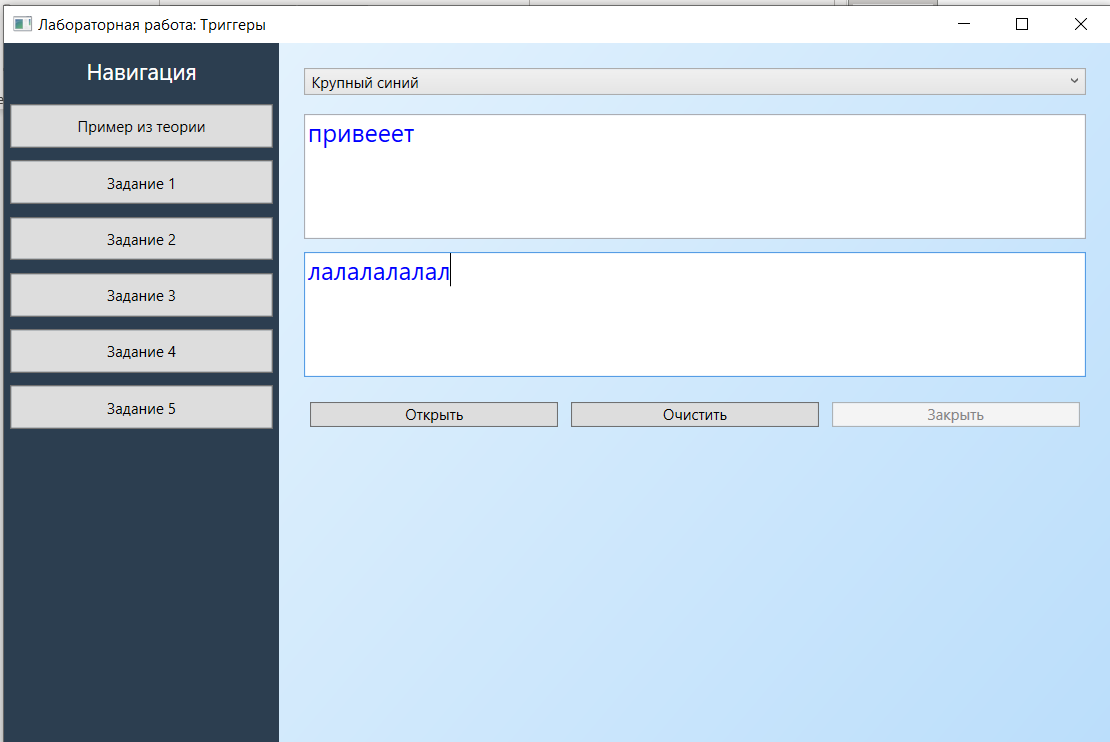 Лабораторная работа: Триггеры
Навигация
Пример из теории
Задание 1
Задание 2
Задание 3
Задание 4
Задание 5
Крупный синий
привееет
лалалалалал
Открыть
Очистить
Закрыть